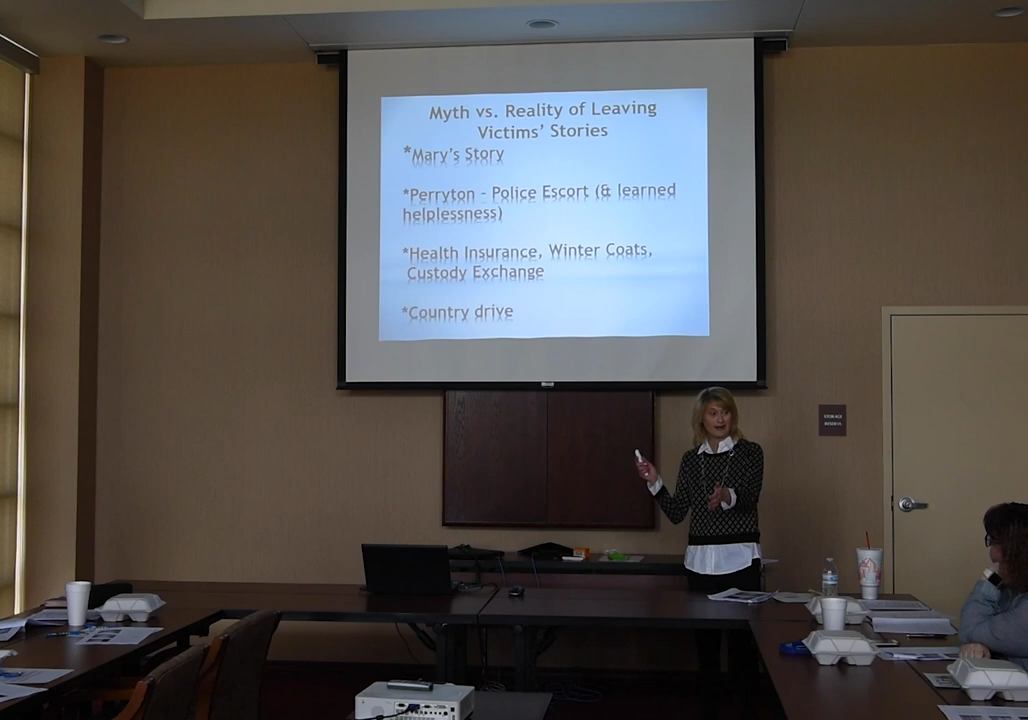 Myth vs. Reality of Leaving
Victims’ Stories
*Mary’s Story
*Perryton – Police Escort (& learned
helplessness)
*Health Insurance, Winter Coats,
Custody Exchange
*Country drive
STORAGE